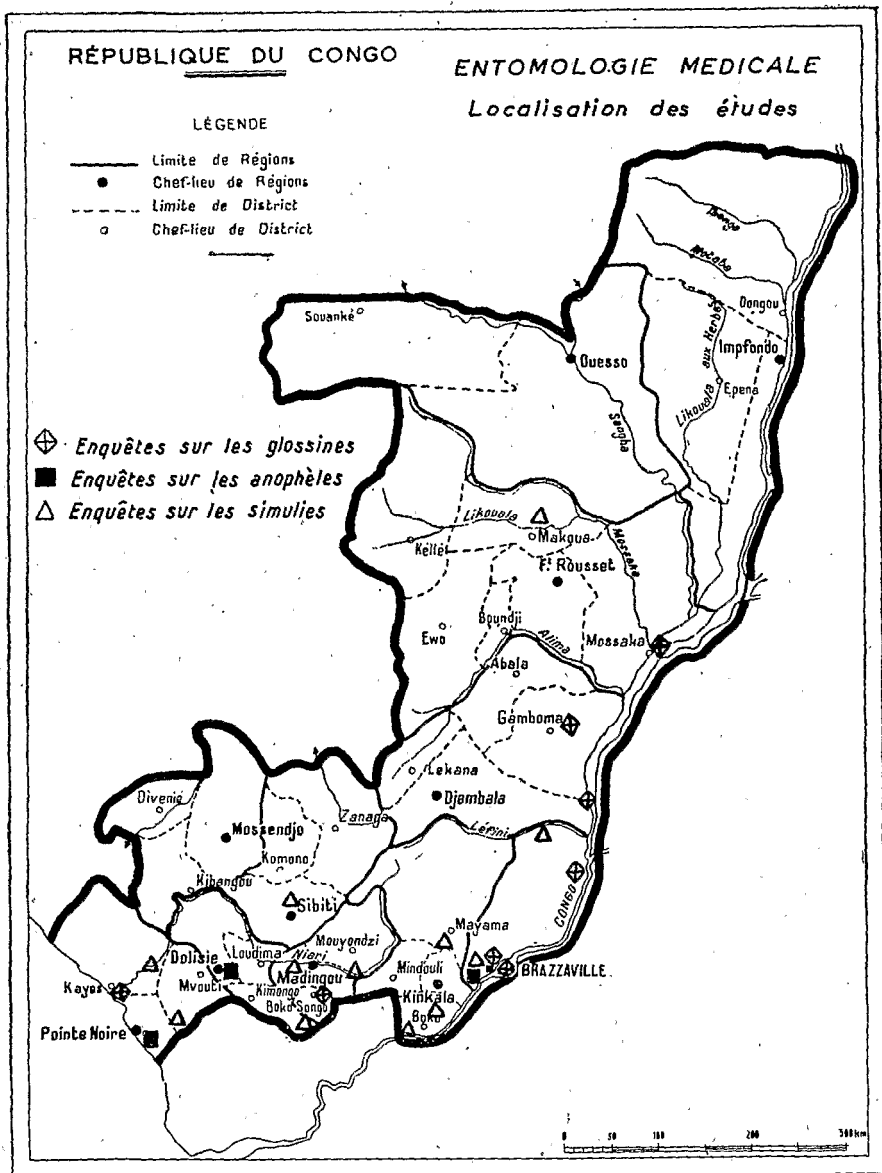 RÉPUBLIQUE DU CONGO
ENTOMOLOGIE MEDICALE
Localisation des études
LÉGENDE
Limite de Régions
Chef-lieu de Régions
Limite de District
Chef-lieu de District
Enquêtes sur les glossines
Enquêtes sur les anophèles
Enquêtes sur les simulies
Ibenga
Motaba
Dongou
Souanké
Ouesso
Impfondo
Likouala aux Herbes
Epena
Sangha
Likouala
Makoua
Kéllé
Mossaka
Ft Rousset
Boundji
Ewo
Alima
Mossaka
Abala
Gamboma
Lekana
Djambala
Divenié
Zanaga
Mossendjo
Léfini
Komono
Kibangou
Sibiti
CONGO
Mayama
Mouyondzi
Dolisie
Loudima
Niari
BRAZZAVILLE
Mindouli
Madingou
Kayes
Mvouti
Kimongo
Kinkala
Boko Songo
Boko
Pointe Noire
0 50 100 200 300 km